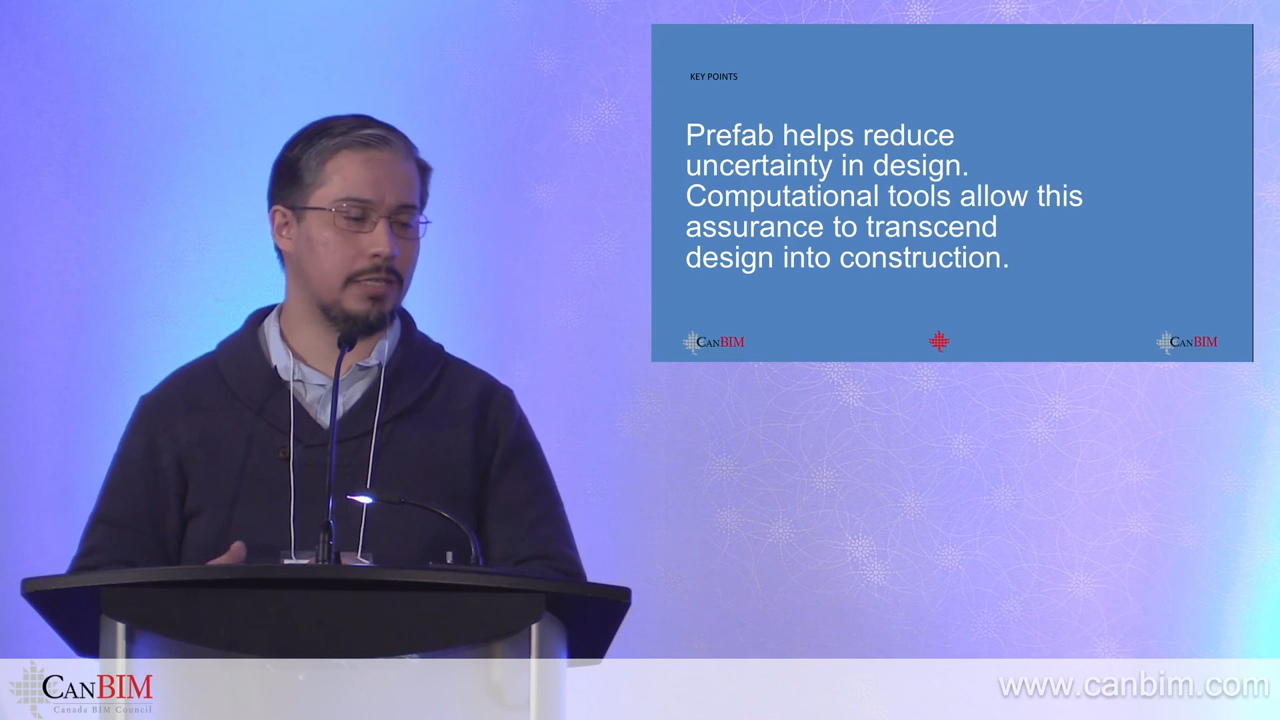 KEY POINTS
Prefab helps reduce
uncertainty in design.
Computational tools allow this
assurance to transcend
design into construction.
CANBIM
CANBIM
CANBIM
Canada BIM Council
www.canbim.com